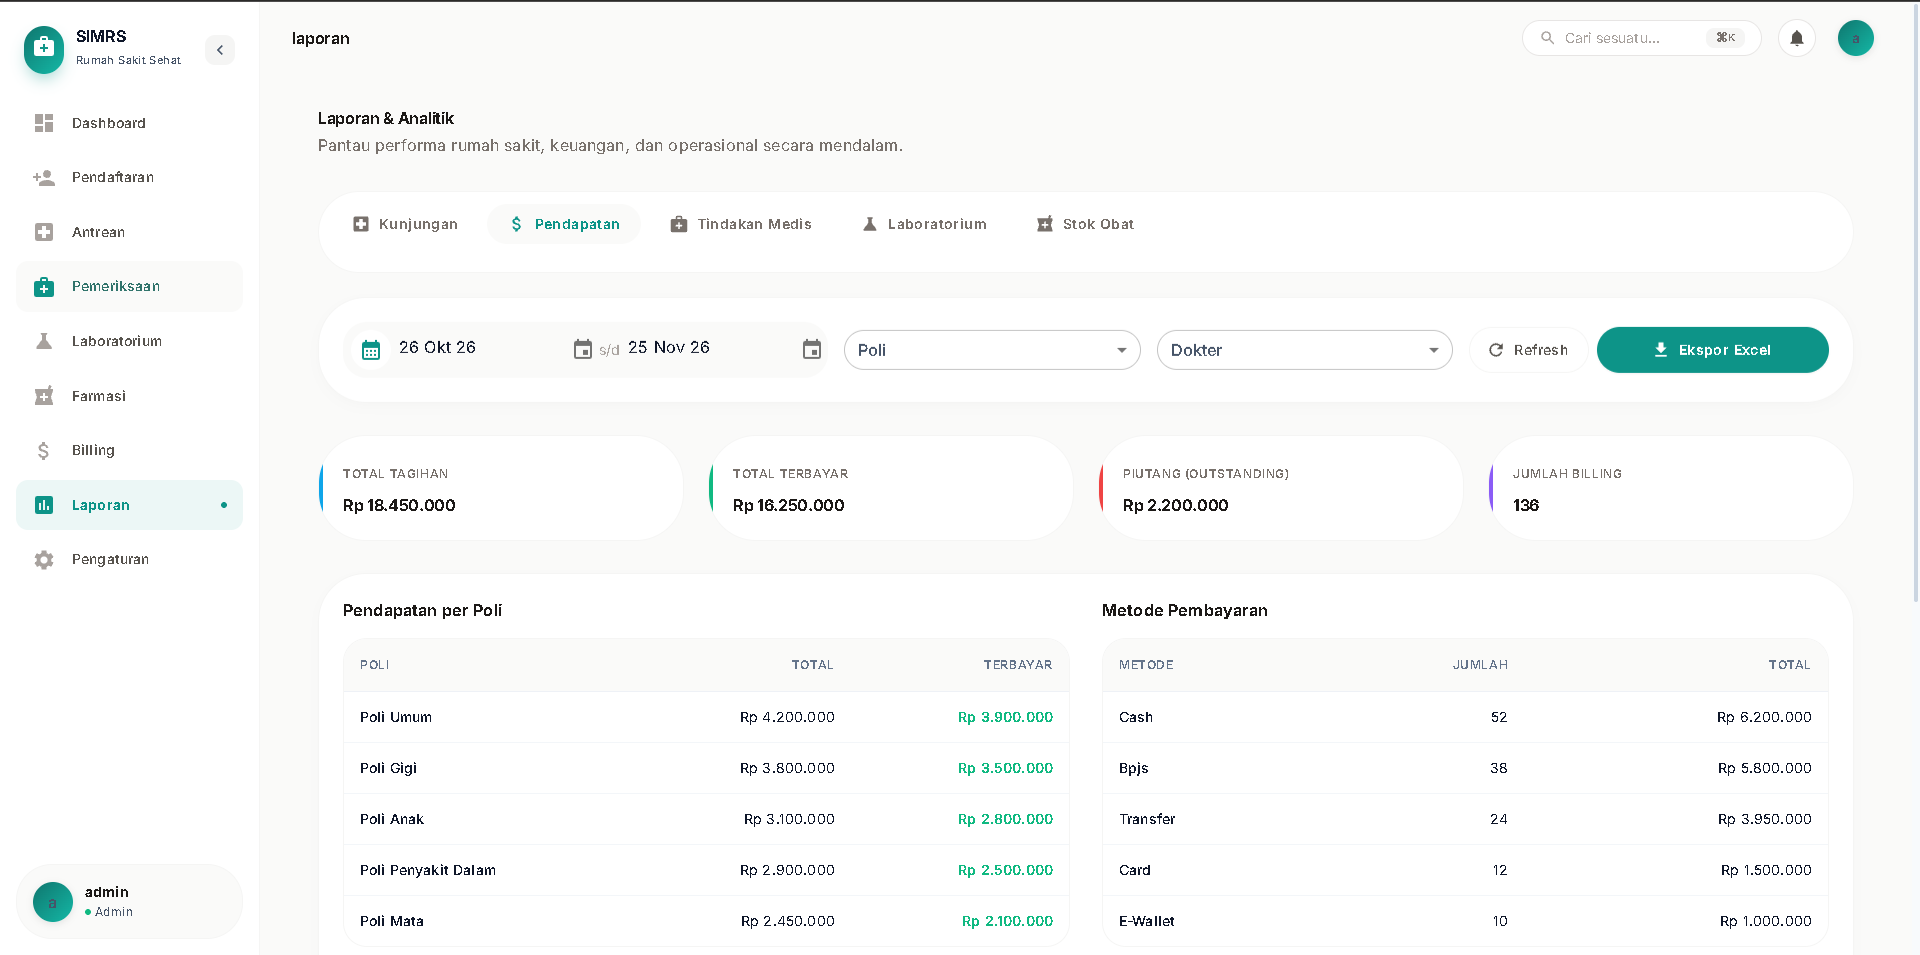 SIMRS
Rumah Sakit Sehat
Dashboard
Pendaftaran
Antrean
Pemeriksaan
Laboratorium
Farmasi
Billing
Laporan
Pengaturan
a
admin
Admin
laporan
Cari sesuatu...
⌘K
a
Laporan & Analitik
Pantau performa rumah sakit, keuangan, dan operasional secara mendalam.
Kunjungan
Pendapatan
Tindakan Medis
Laboratorium
Stok Obat
26 Okt 26
s/d
25 Nov 26
Poli
Dokter
Refresh
Ekspor Excel
TOTAL TAGIHAN
Rp 18.450.000
TOTAL TERBAYAR
Rp 16.250.000
PIUTANG (OUTSTANDING)
Rp 2.200.000
JUMLAH BILLING
136
Pendapatan per Poli
POLI TOTAL TERBAYAR
Poli Umum Rp 4.200.000 Rp 3.900.000
Poli Gigi Rp 3.800.000 Rp 3.500.000
Poli Anak Rp 3.100.000 Rp 2.800.000
Poli Penyakit Dalam Rp 2.900.000 Rp 2.500.000
Poli Mata Rp 2.450.000 Rp 2.100.000
Metode Pembayaran
METODE JUMLAH TOTAL
Cash 52 Rp 6.200.000
Bpjs 38 Rp 5.800.000
Transfer 24 Rp 3.950.000
Card 12 Rp 1.500.000
E-Wallet 10 Rp 1.000.000